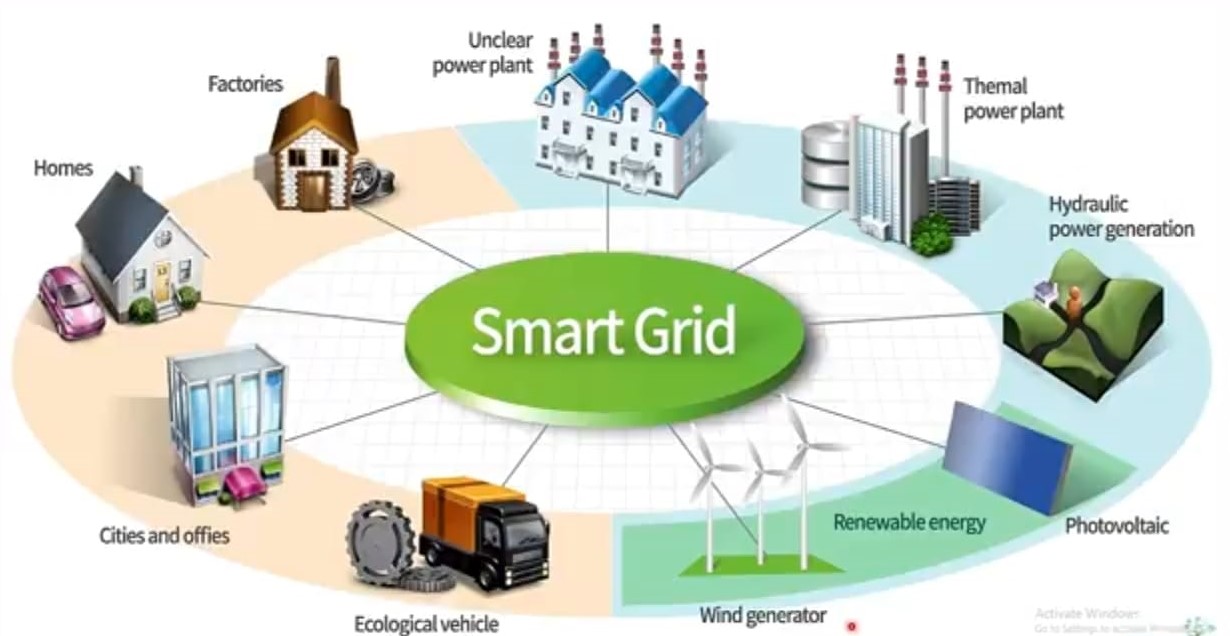 Unclear
power plant
Factories
Themal
power plant
Homes
Hydraulic
power generation
Smart Grid
Renewable energy
Photovoltaic
Cities and offies
Wind generator
Ecological vehicle
Activate Windows
Go to Settings to activate Windows